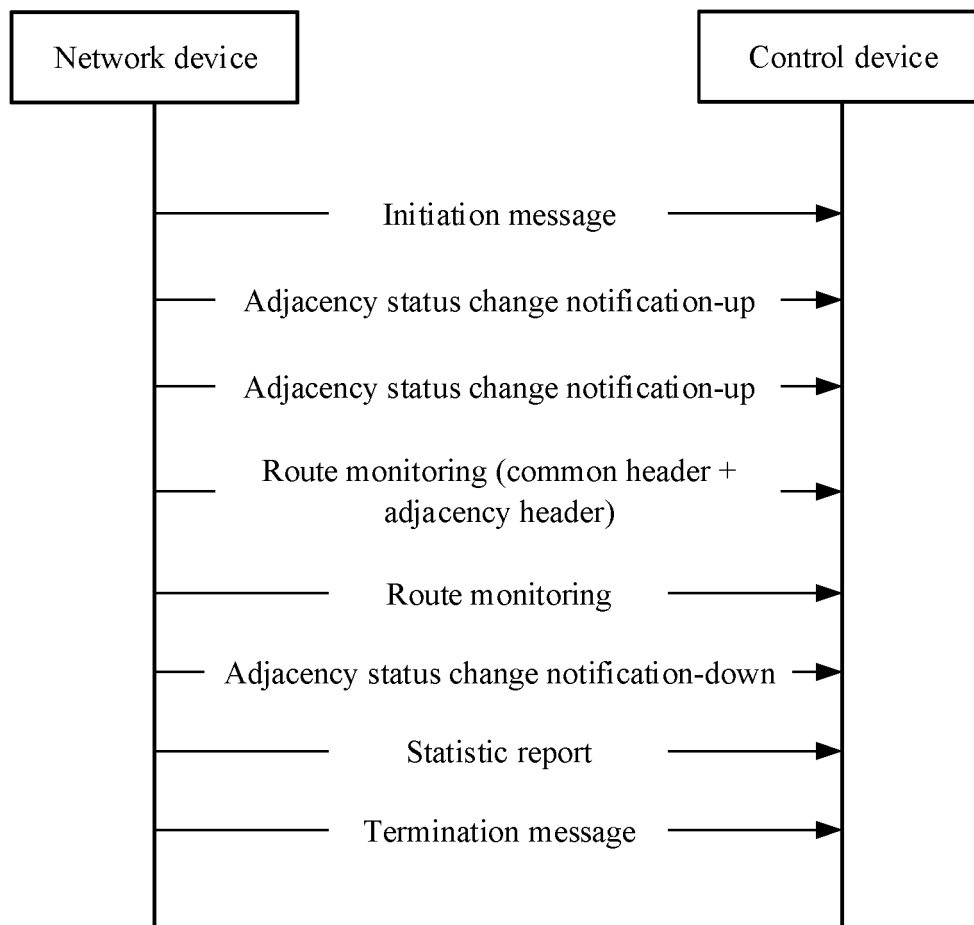 Network device
Control device
Initiation message
Adjacency status change notification-up
Adjacency status change notification-up
Route monitoring (common header +
adjacency header)
Route monitoring
Adjacency status change notification-down
Statistic report
Termination message